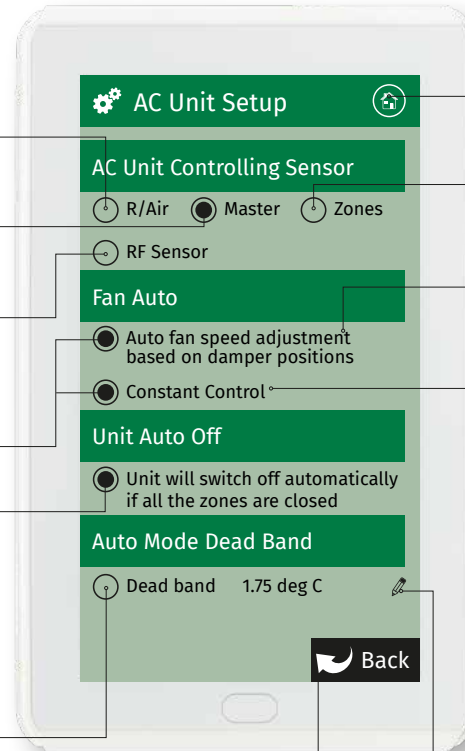 AC Unit Setup
AC Unit Controlling Sensor
R/Air Master Zones
RF Sensor
Fan Auto
Auto fan speed adjustment
based on damper positions
Constant Control
Unit Auto Off
Unit will switch off automatically
if all the zones are closed
Auto Mode Dead Band
Dead band 1.75 deg C
Back